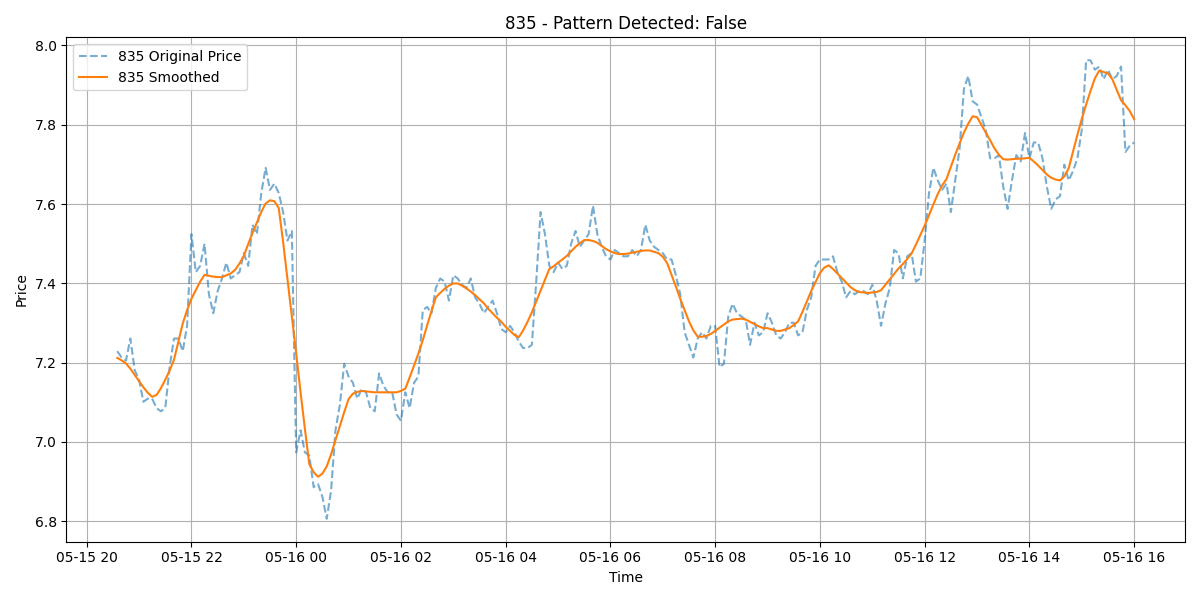 835 - Pattern Detected: False
835 Original Price
835 Smoothed
Price
8.0
7.8
7.6
7.4
7.2
7.0
6.8
05-15 20 05-15 22 05-16 00 05-16 02 05-16 04 05-16 06 05-16 08 05-16 10 05-16 12 05-16 14 05-16 16
Time